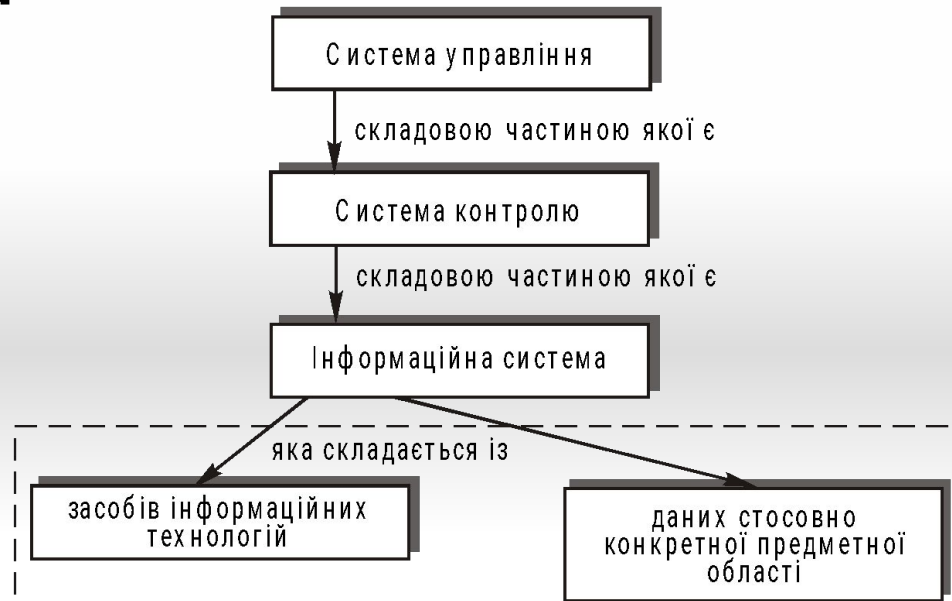 Система управління
складовою частиною якої є
Система контролю
складовою частиною якої є
Інформаційна система
яка складається із
засобів інформаційних
технологій
даних стосовно
конкретної предметної
області